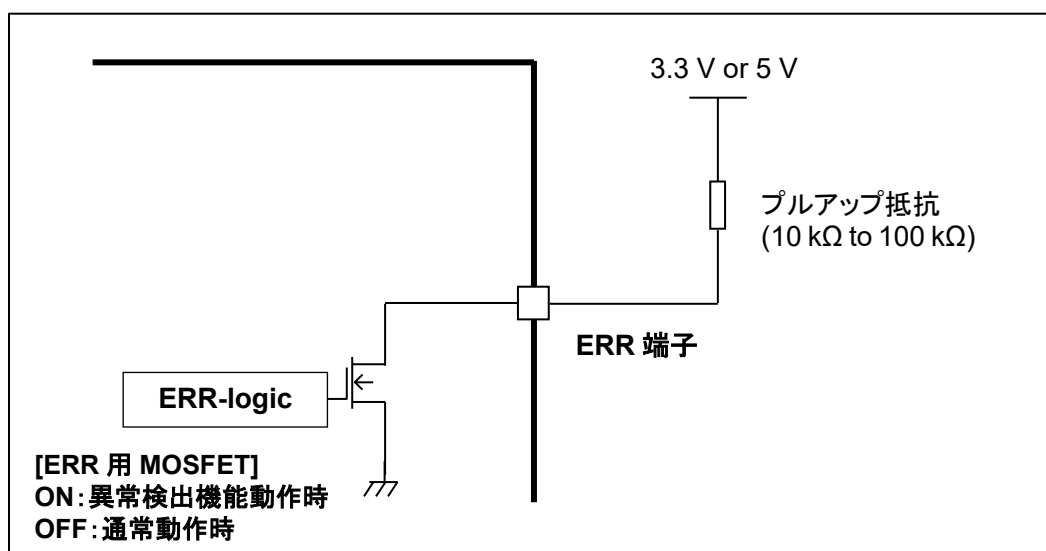 3.3 V or 5 V
プルアップ抵抗
(10 kΩ to 100 kΩ)
ERR 端子
ERR-logic
[ERR 用 MOSFET]
ON：異常検出機能動作時
OFF：通常動作時